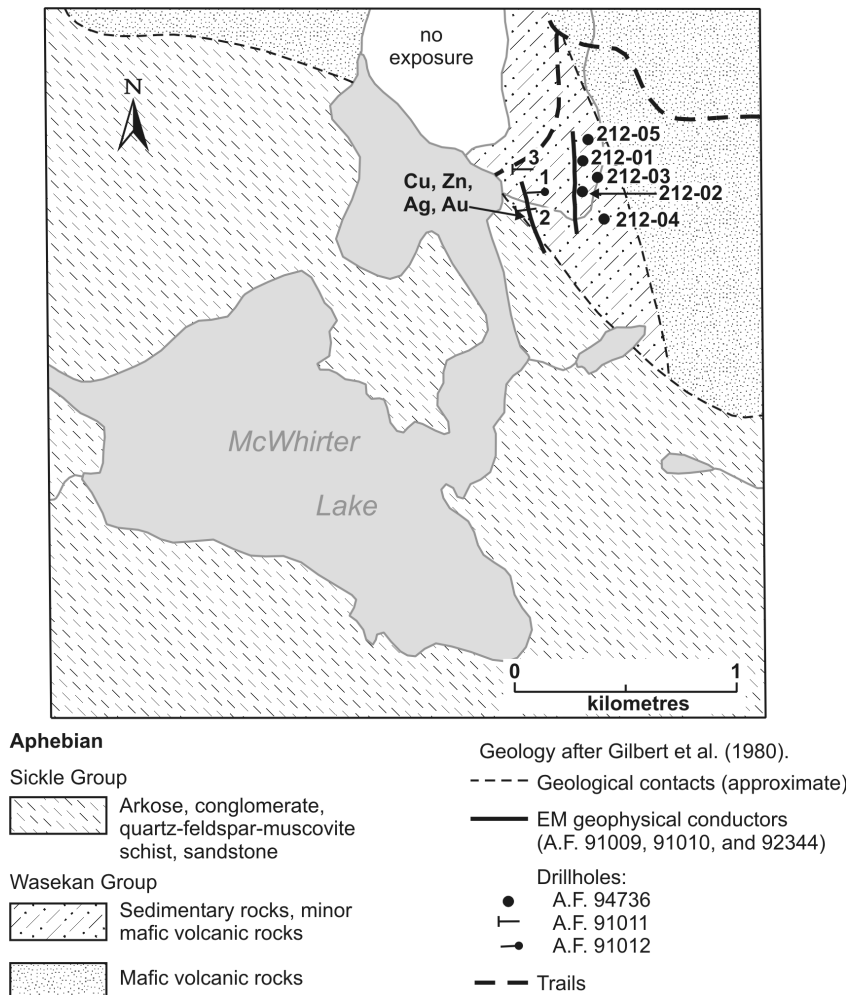 no
exposure
N
212-05
212-01
212-03
212-02
212-04
3
1
2
Cu, Zn,
Ag, Au
McWhirter
Lake
0 1
kilometres
Aphebian
Sickle Group
Arkose, conglomerate,
quartz-feldspar-muscovite
schist, sandstone
Wasekan Group
Sedimentary rocks, minor
mafic volcanic rocks
Mafic volcanic rocks
Geology after Gilbert et al. (1980).
Geological contacts (approximate)
EM geophysical conductors
(A.F. 91009, 91010, and 92344)
Drillholes:
A.F. 94736
A.F. 91011
A.F. 91012
Trails